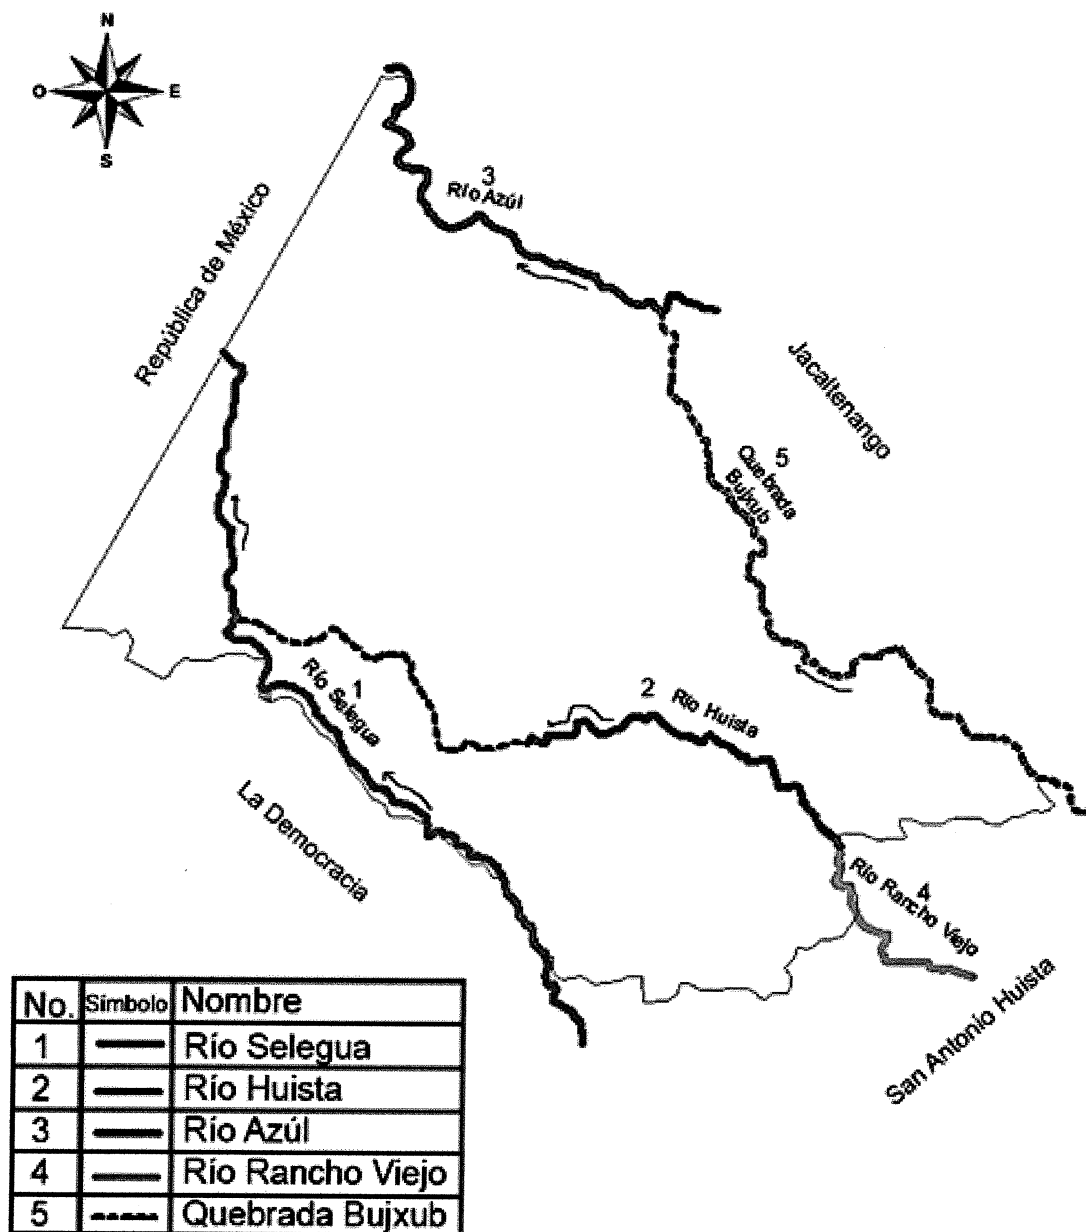 N
O
E
S
3
Río Azúl
República de México
Jacaltenango
5
Quebrada
Bujxub
1
Río Selegua
2
Río Huista
La Democracia
4
Río Rancho Viejo
San Antonio Huista
No. Símbolo Nombre
1 Río Selegua
2 Río Huista
3 Río Azúl
4 Río Rancho Viejo
5 Quebrada Bujxub